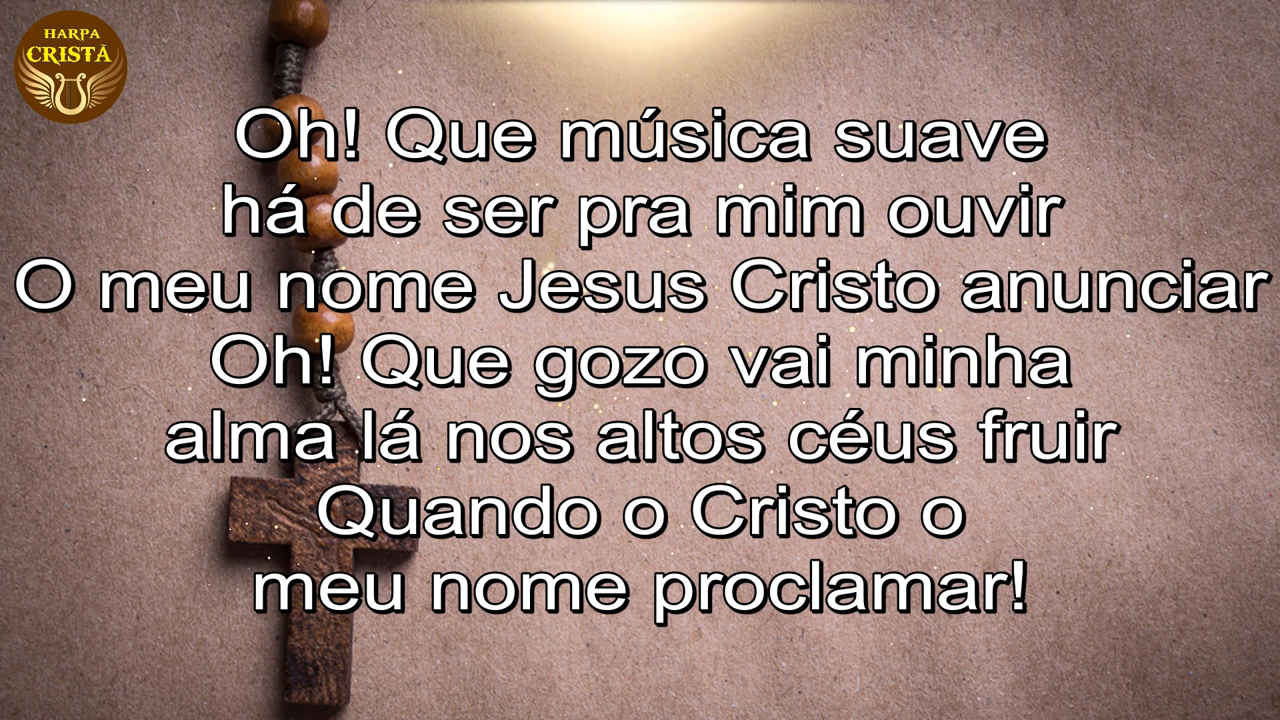 HARPA
CRISTÃ
Oh! Que música suave
há de ser pra mim ouvir
O meu nome Jesus Cristo anunciar
Oh! Que gozo vai minha
alma lá nos altos céus fruir
Quando o Cristo o
meu nome proclamar!